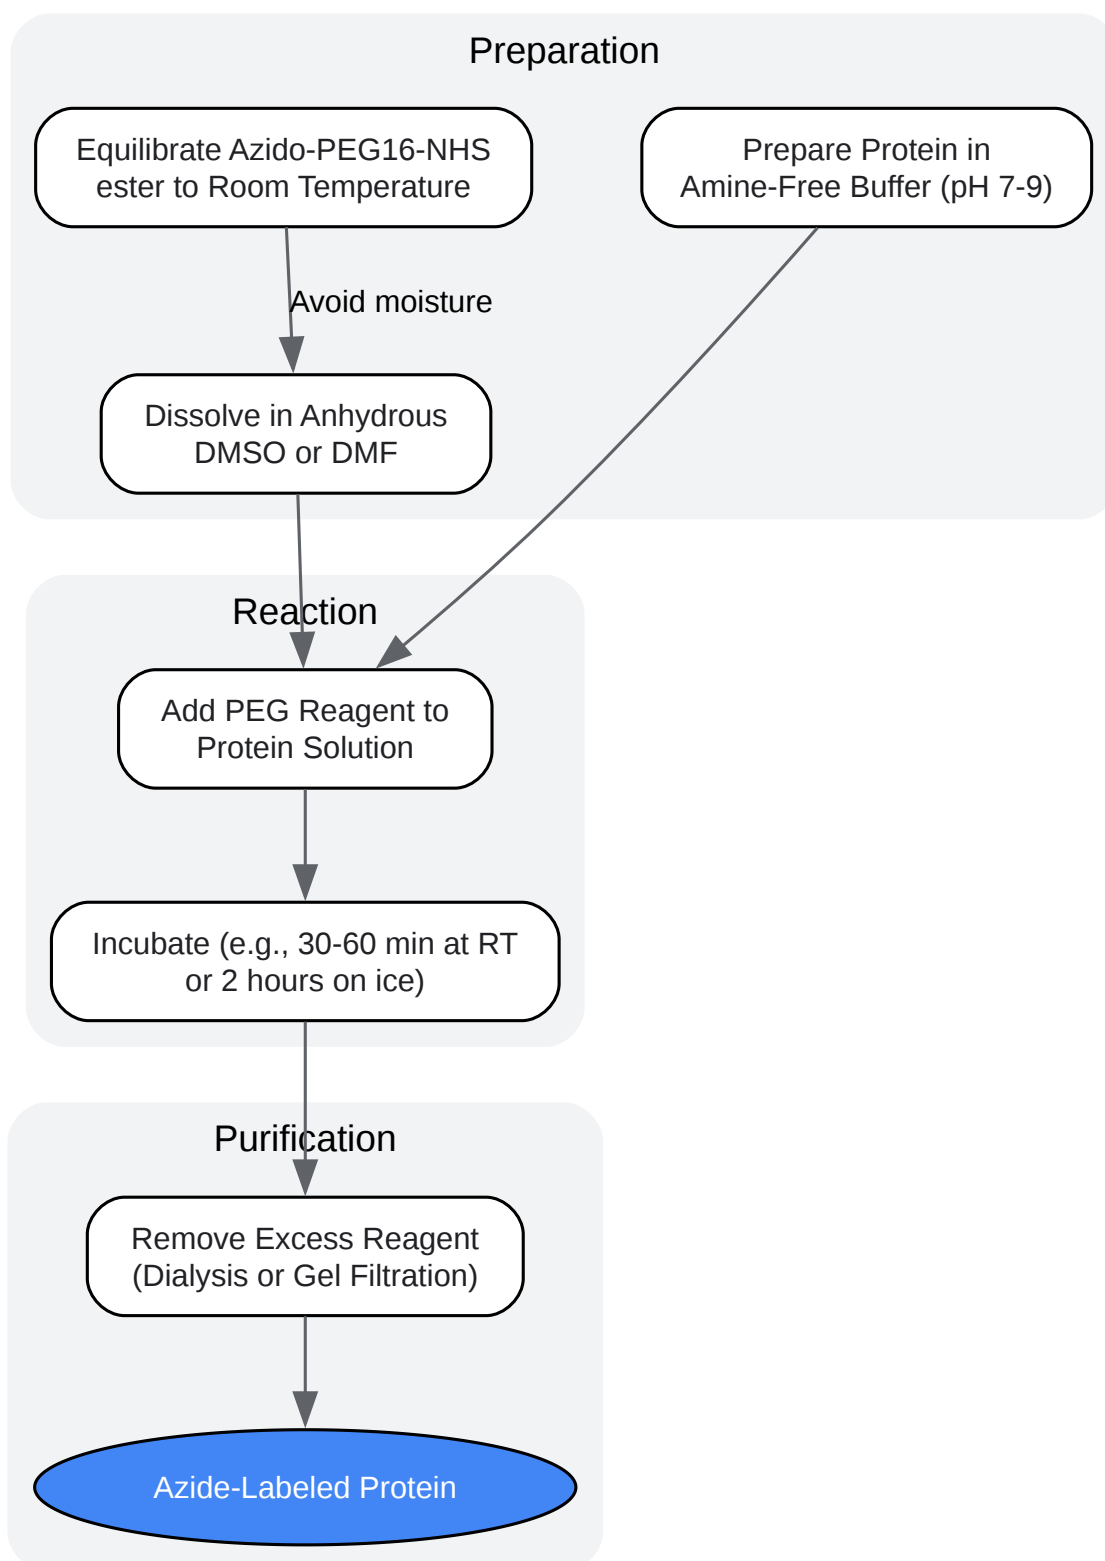 Preparation
Equilibrate Azido-PEG16-NHS
ester to Room Temperature
Prepare Protein in
Amine-Free Buffer (pH 7-9)
Avoid moisture
Dissolve in Anhydrous
DMSO or DMF
Reaction
Add PEG Reagent to
Protein Solution
Incubate (e.g., 30-60 min at RT
or 2 hours on ice)
Purification
Remove Excess Reagent
(Dialysis or Gel Filtration)
Azide-Labeled Protein